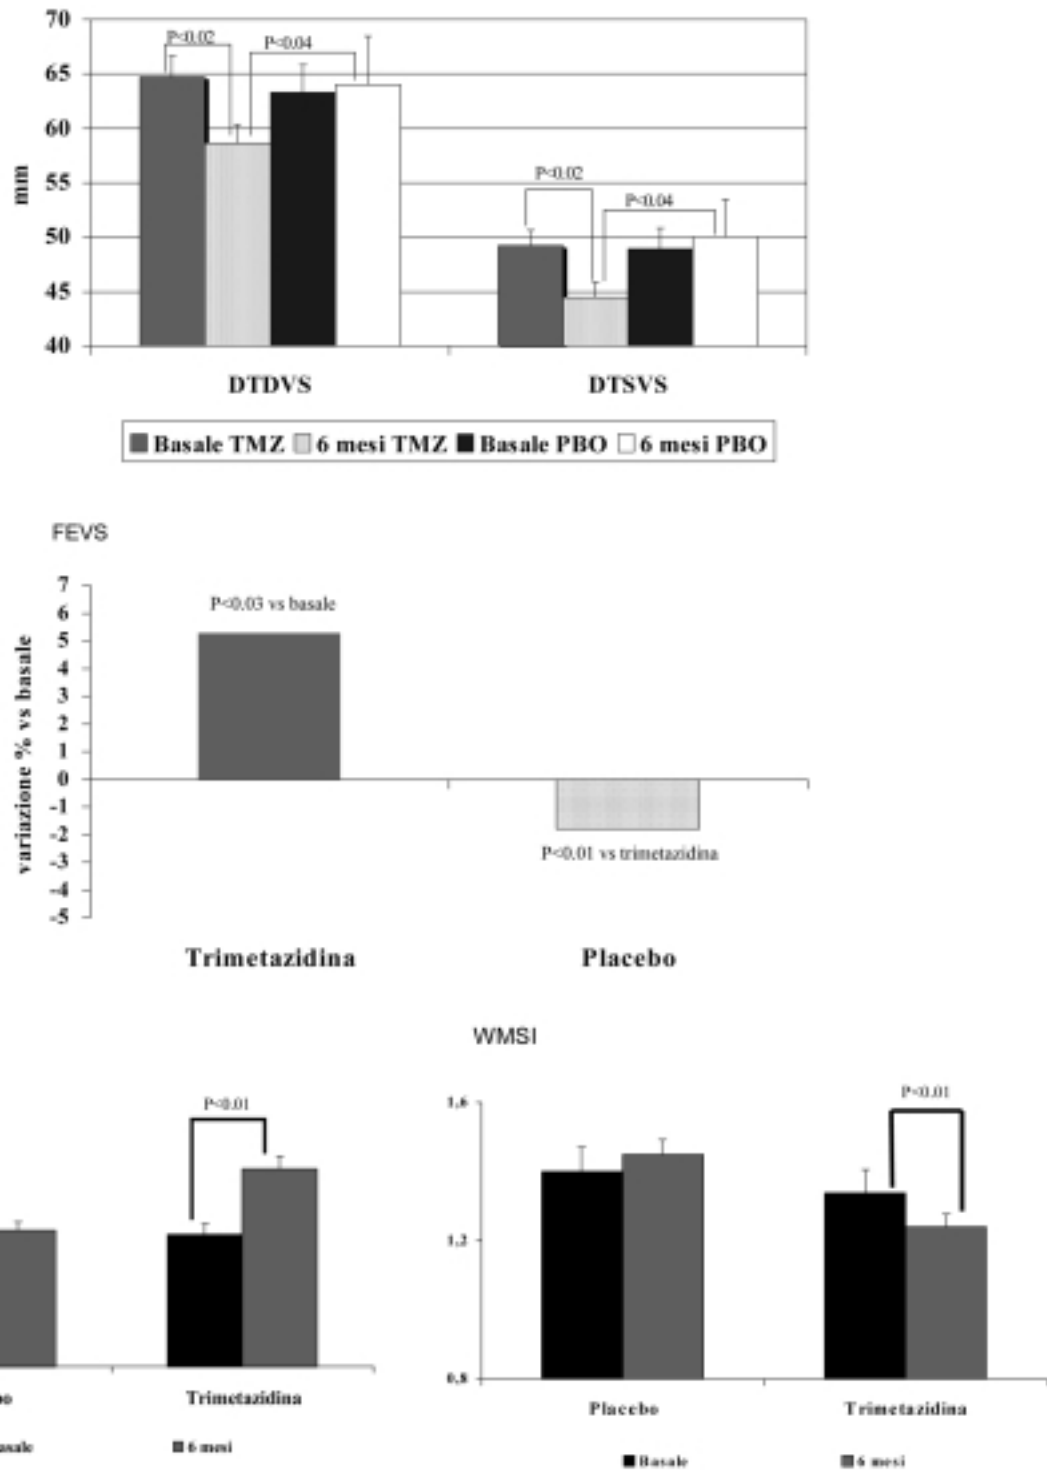 70
P<0.02
P<0.04
65
60
55
P<0.02
P<0.04
50
45
40
mm
DTDVS DTSVS
Basale TMZ 6 mesi TMZ Basale PBO 6 mesi PBO
FEVS
7
P<0.03 vs basale
6
5
4
3
2
1
0
-1
-2
P<0.01 vs trimetazidina
-3
-4
-5
variazione % vs basale
Trimetazidina Placebo
P<0.01
bo Trimetazidina
asale 6 mesi
WMSI
P<0.01
1,6
1,2
0,8
Placebo Trimetazidina
Basale 6 mesi